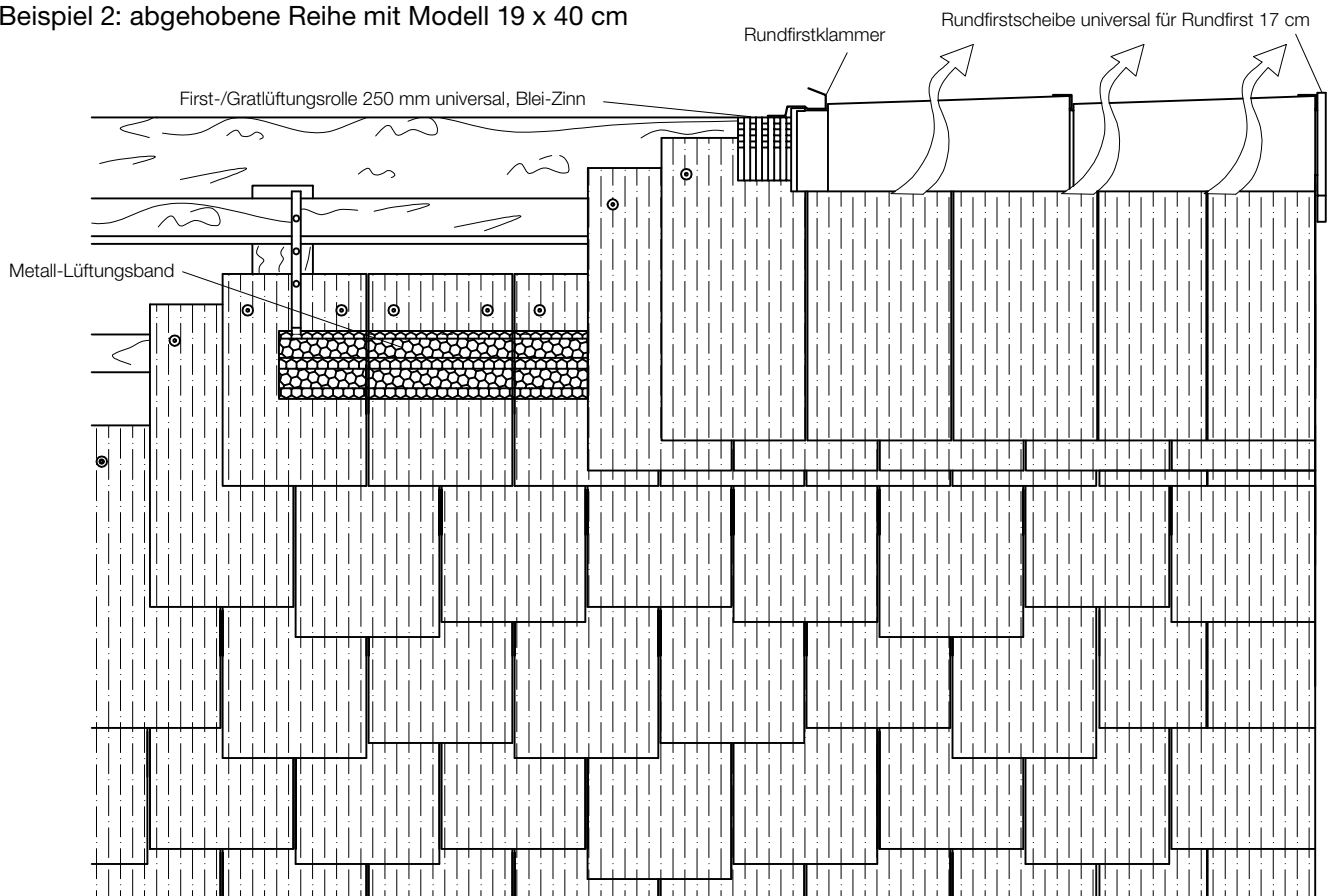 Beispiel 2: abgehobene Reihe mit Modell 19 x 40 cm
Rundfirstscheibe universal für Rundfirst 17 cm
Rundfirstklammer
First-/Gratlüftungsrolle 250 mm universal, Blei-Zinn
Metall-Lüftungsband